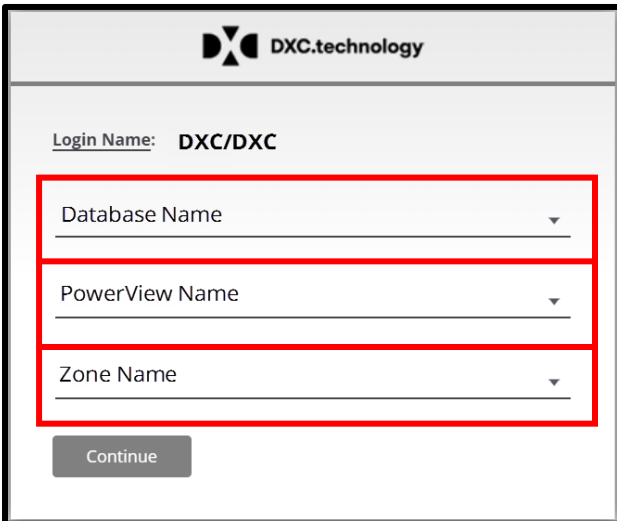 DXC.technology
Login Name: DXC/DXC
Database Name
PowerView Name
Zone Name
Continue